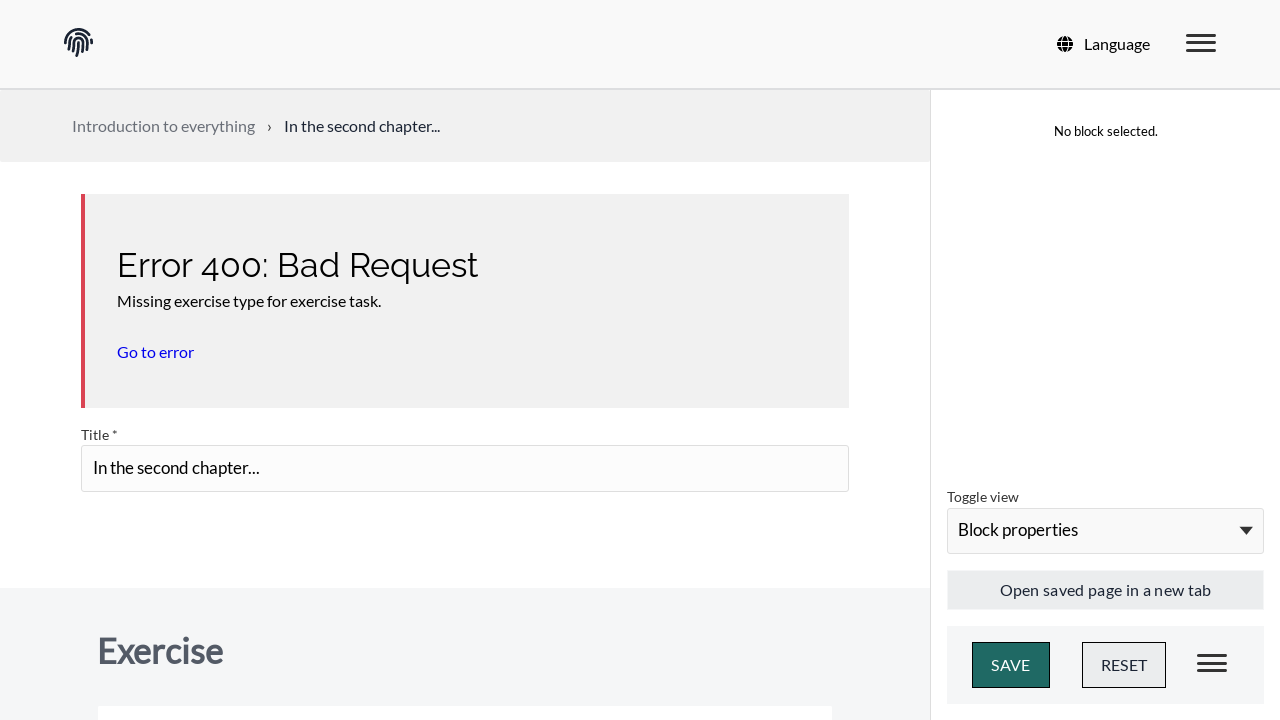 Language
Introduction to everything › In the second chapter...
No block selected.
Error 400: Bad Request
Missing exercise type for exercise task.
Go to error
Title *
In the second chapter...
Toggle view
Block properties
Open saved page in a new tab
Exercise
SAVE
RESET